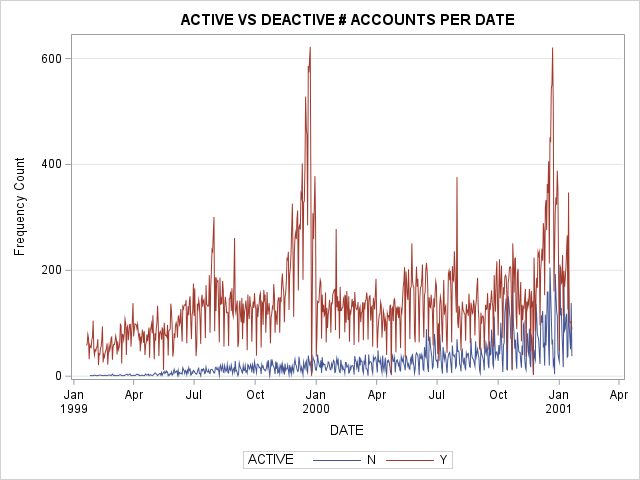 ACTIVE VS DEACTIVE # ACCOUNTS PER DATE
Frequency Count
600
400
200
0
Jan Apr Jul Oct Jan Apr Jul Oct Jan Apr
1999 2000 2001
DATE
ACTIVE N Y